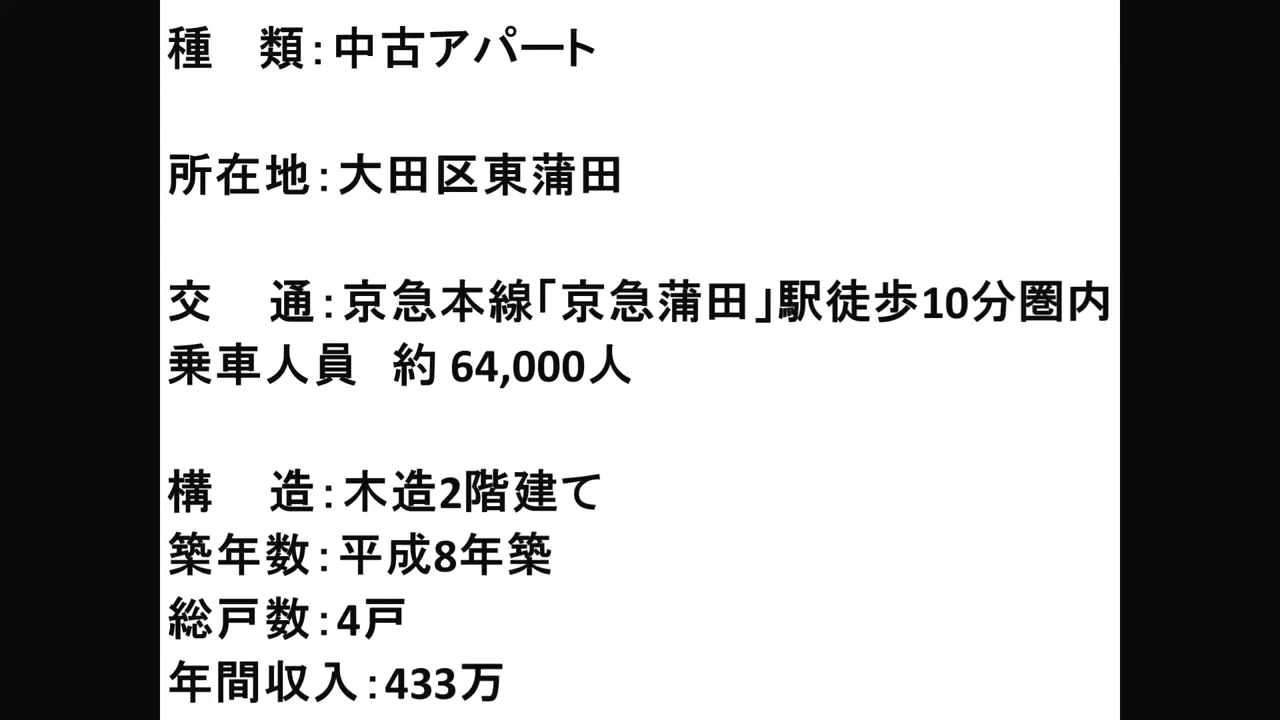 種　類：中古アパート
所在地：大田区東蒲田
交　通：京急本線「京急蒲田」駅徒歩10分圏内
乗車人員　約 64,000人
構　造：木造2階建て
築年数：平成8年築
総戸数：4戸
年間収入：433万